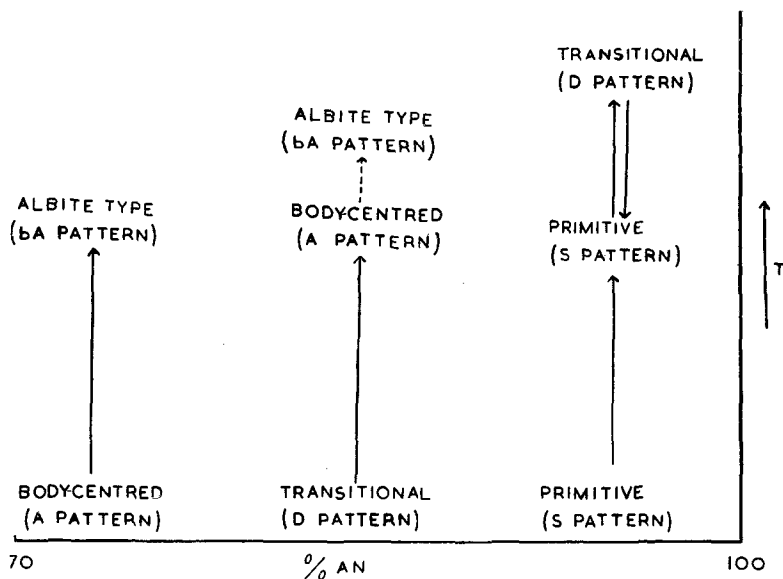 TRANSITIONAL
(D PATTERN)
ALBITE TYPE
(bA PATTERN)
ALBITE TYPE
(bA PATTERN)
BODY-CENTRED
(A PATTERN)
PRIMITIVE
(S PATTERN)
T
BODY-CENTRED
(A PATTERN)
TRANSITIONAL
(D PATTERN)
PRIMITIVE
(S PATTERN)
70 % AN 100